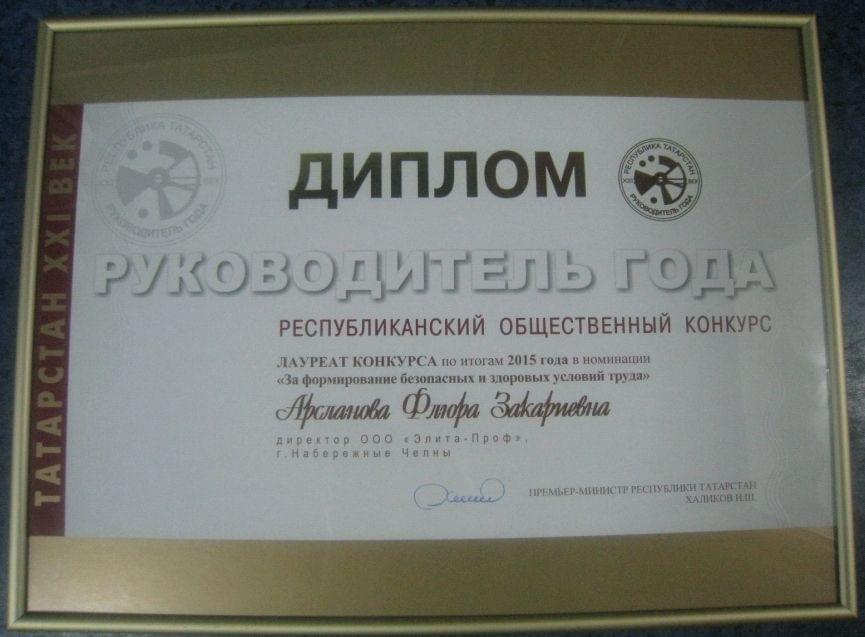 ТАТАРСТАН XXI ВЕК
РЕСПУБЛИКА ТАТАРСТАН
XXI ВЕК
РУКОВОДИТЕЛЬ ГОДА
ДИПЛОМ
РЕСПУБЛИКА ТАТАРСТАН
XXI ВЕК
РУКОВОДИТЕЛЬ ГОДА
РУКОВОДИТЕЛЬ ГОДА
РЕСПУБЛИКАНСКИЙ ОБЩЕСТВЕННЫЙ КОНКУРС
ЛАУРЕАТ КОНКУРСА по итогам 2015 года в номинации
«За формирование безопасных и здоровых условий труда»
Арсланова Флюра Закариевна
директор ООО «Элита-Проф»,
г.Набережные Челны
ПРЕМЬЕР-МИНИСТР РЕСПУБЛИКИ ТАТАРСТАН
ХАЛИКОВ И.Ш.